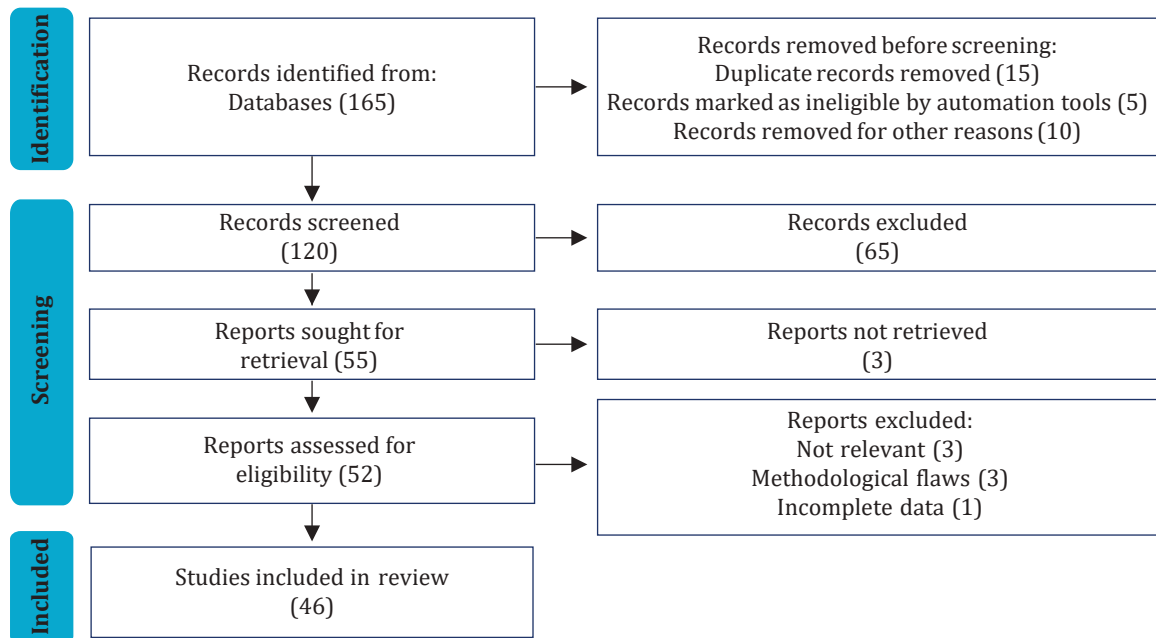 Identification
Records identified from:
Databases (165)
Records removed before screening:
Duplicate records removed (15)
Records marked as ineligible by automation tools (5)
Records removed for other reasons (10)
Screening
Records screened
(120)
Records excluded
(65)
Reports sought for
retrieval (55)
Reports not retrieved
(3)
Reports assessed for
eligibility (52)
Reports excluded:
Not relevant (3)
Methodological flaws (3)
Incomplete data (1)
Included
Studies included in review
(46)